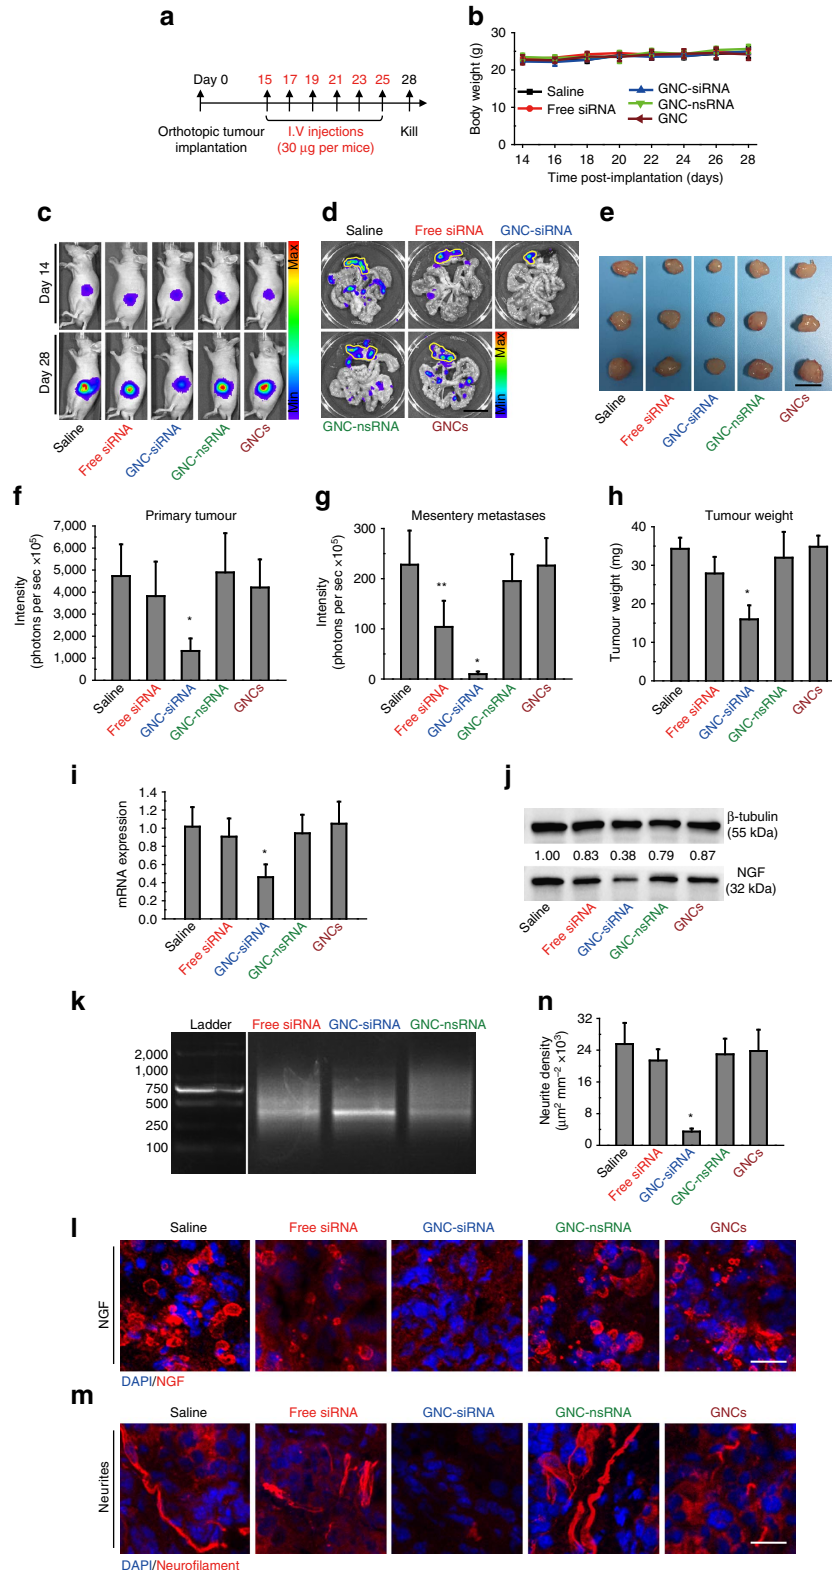 a
Day 0 15 17 19 21 23 25 28
Orthotopic tumour implantation
I.V injections (30 μg per mice)
Kill
b
Body weight (g)
30
20
10
0
Saline
Free siRNA
GNC-siRNA
GNC-nsRNA
GNC
14 16 18 20 22 24 26 28
Time post-implantation (days)
c
Day 14
Day 28
Max
Min
Saline
Free siRNA
GNC-siRNA
GNC-nsRNA
GNCs
d
Saline Free siRNA GNC-siRNA
GNC-nsRNA GNCs
Max
Min
e
Saline
Free siRNA
GNC-siRNA
GNC-nsRNA
GNCs
f
Primary tumour
Intensity
(photons per sec ×10⁵)
7,000
6,000
5,000
4,000
3,000
2,000
1,000
0
*
Saline
Free siRNA
GNC-siRNA
GNC-nsRNA
GNCs
g
Mesentery metastases
Intensity
(photons per sec ×10⁵)
300
200
100
0
**
*
Saline
Free siRNA
GNC-siRNA
GNC-nsRNA
GNCs
h
Tumour weight
Tumour weight (mg)
40
30
20
10
0
*
Saline
Free siRNA
GNC-siRNA
GNC-nsRNA
GNCs
i
mRNA expression
1.4
1.2
1.0
0.8
0.6
0.4
0.2
0.0
*
Saline
Free siRNA
GNC-siRNA
GNC-nsRNA
GNCs
j
β-tubulin
(55 kDa)
1.00 0.83 0.38 0.79 0.87
NGF
(32 kDa)
Saline
Free siRNA
GNC-siRNA
GNC-nsRNA
GNCs
k
Ladder Free siRNA GNC-siRNA GNC-nsRNA
2,000
1,000
750
500
250
100
n
Neurite density
(μm² mm⁻² ×10³)
32
24
16
8
0
*
Saline
Free siRNA
GNC-siRNA
GNC-nsRNA
GNCs
l
Saline Free siRNA GNC-siRNA GNC-nsRNA GNCs
NGF
DAPI/NGF
m
Saline Free siRNA GNC-siRNA GNC-nsRNA GNCs
Neurites
DAPI/Neurofilament